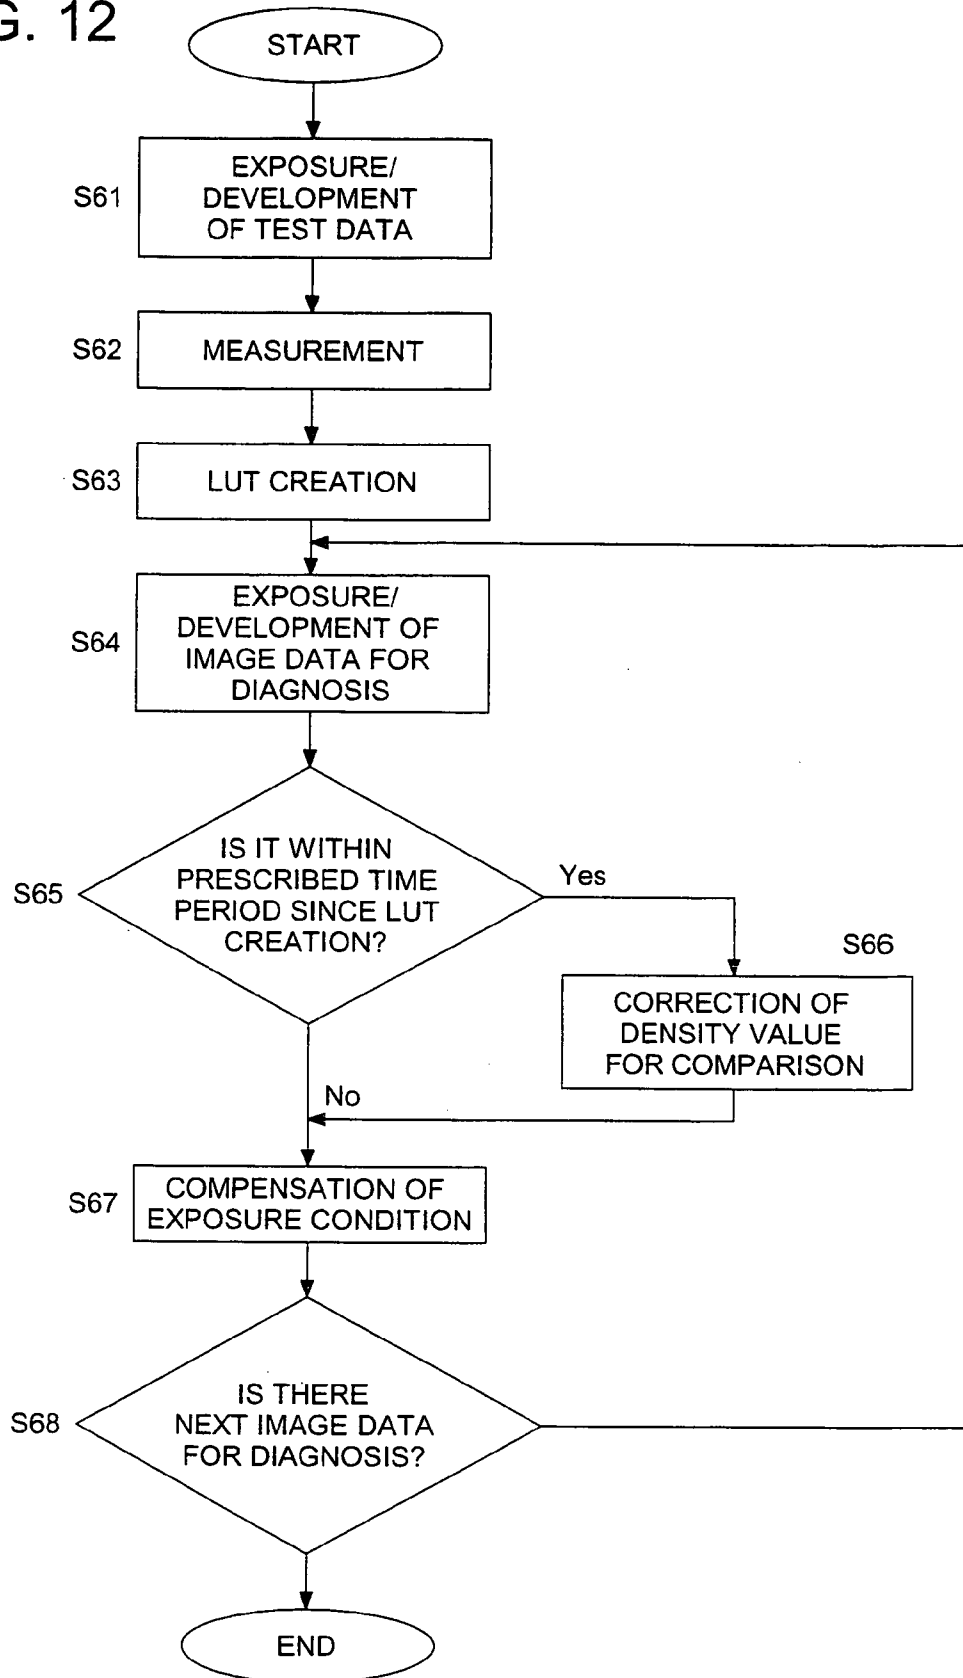 G. 12
START
S61
EXPOSURE/
DEVELOPMENT
OF TEST DATA
S62
MEASUREMENT
S63
LUT CREATION
S64
EXPOSURE/
DEVELOPMENT OF
IMAGE DATA FOR
DIAGNOSIS
S65
IS IT WITHIN
PRESCRIBED TIME
PERIOD SINCE LUT
CREATION?
Yes
S66
CORRECTION OF
DENSITY VALUE
FOR COMPARISON
No
S67
COMPENSATION OF
EXPOSURE CONDITION
S68
IS THERE
NEXT IMAGE DATA
FOR DIAGNOSIS?
END